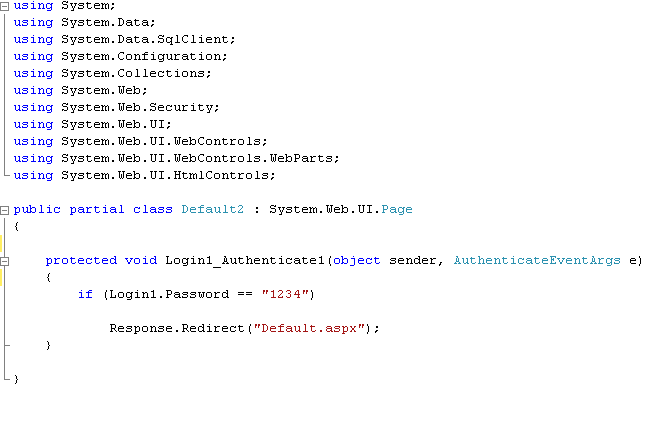 using System;
using System.Data;
using System.Data.SqlClient;
using System.Configuration;
using System.Collections;
using System.Web;
using System.Web.Security;
using System.Web.UI;
using System.Web.UI.WebControls;
using System.Web.UI.WebControls.WebParts;
using System.Web.UI.HtmlControls;
public partial class Default2 : System.Web.UI.Page
{
protected void Login1_Authenticate1(object sender, AuthenticateEventArgs e)
{
if (Login1.Password == "1234")
Response.Redirect("Default.aspx");
}
}